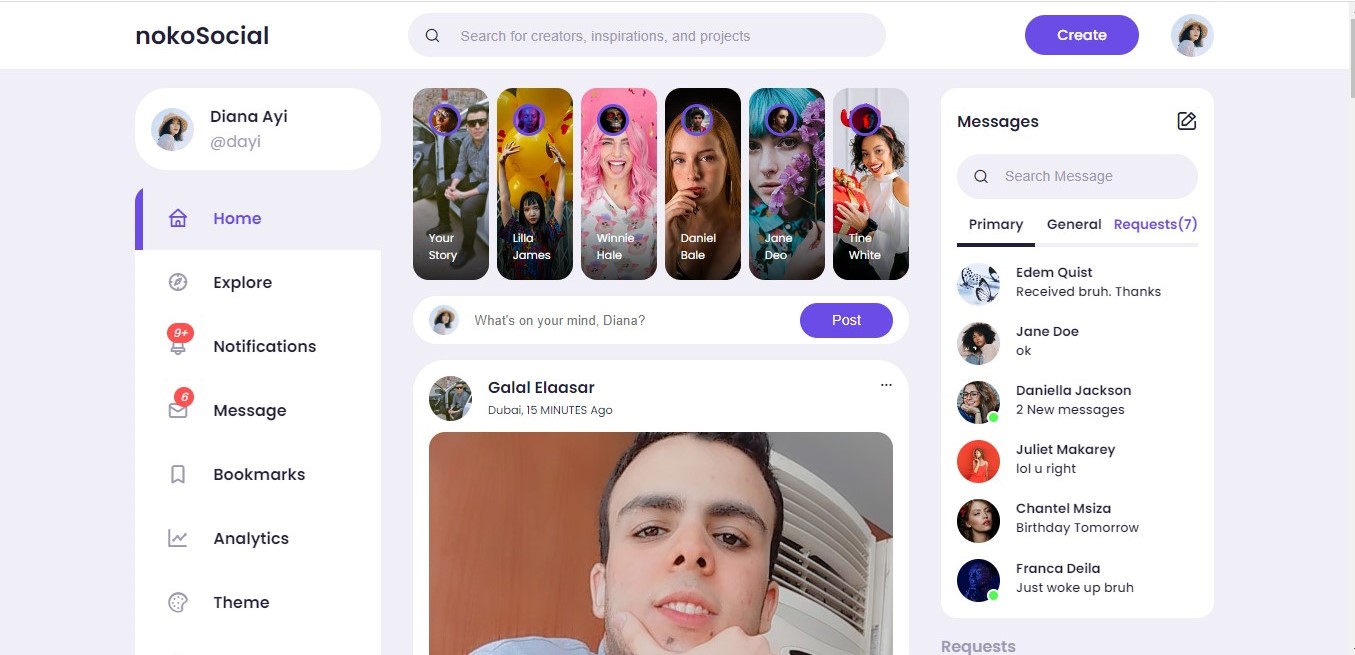 nokoSocial
Search for creators, inspirations, and projects
Create
Diana Ayi
@dayi
Home
Explore
9+
Notifications
6
Message
Bookmarks
Analytics
Theme
Your
Story
Lilla
James
Winnie
Hale
Daniel
Bale
Jane
Deo
Tine
White
What's on your mind, Diana?
Post
Galal Elaasar
...
Dubai, 15 MINUTES Ago
Messages
Search Message
Primary General Requests(7)
Edem Quist
Received bruh. Thanks
Jane Doe
ok
Daniella Jackson
2 New messages
Juliet Makarey
lol u right
Chantel Msiza
Birthday Tomorrow
Franca Deila
Just woke up bruh
Requests